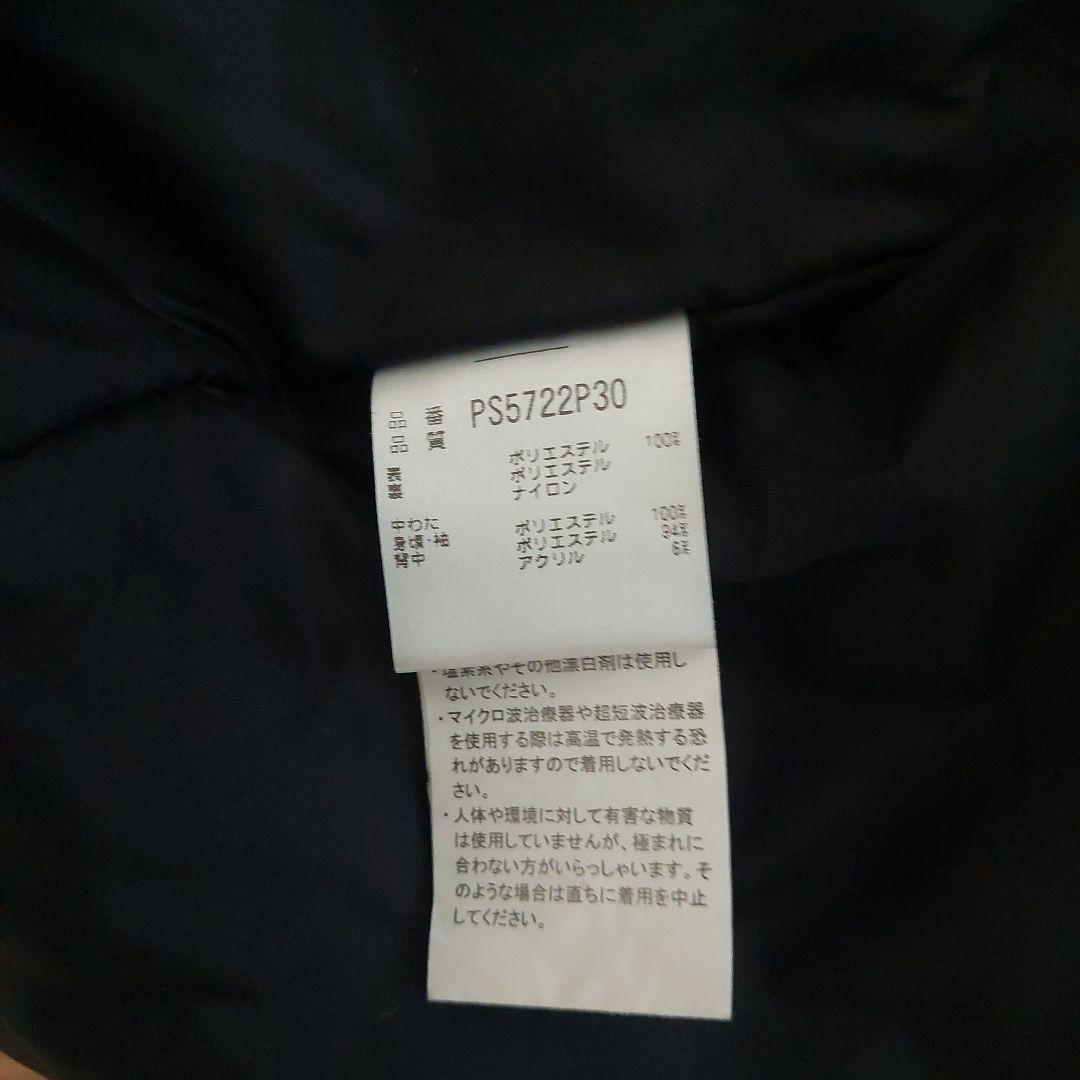 品 番 PS5722P30
品 質
表 ポリエステル 100%
裏 ポリエステル
ナイロン
中わた
身頃・袖 ポリエステル 100%
背中 ポリエステル 94%
アクリル 6%
・塩素系やその他漂白剤は使用し
ないでください。
・マイクロ波治療器や超短波治療器
を使用する際は高温で発熱する恐
れがありますので着用しないでくだ
さい。
・人体や環境に対して有害な物質
は使用していませんが、極まれに
合わない方がいらっしゃいます。そ
のような場合は直ちに着用を中止
してください。